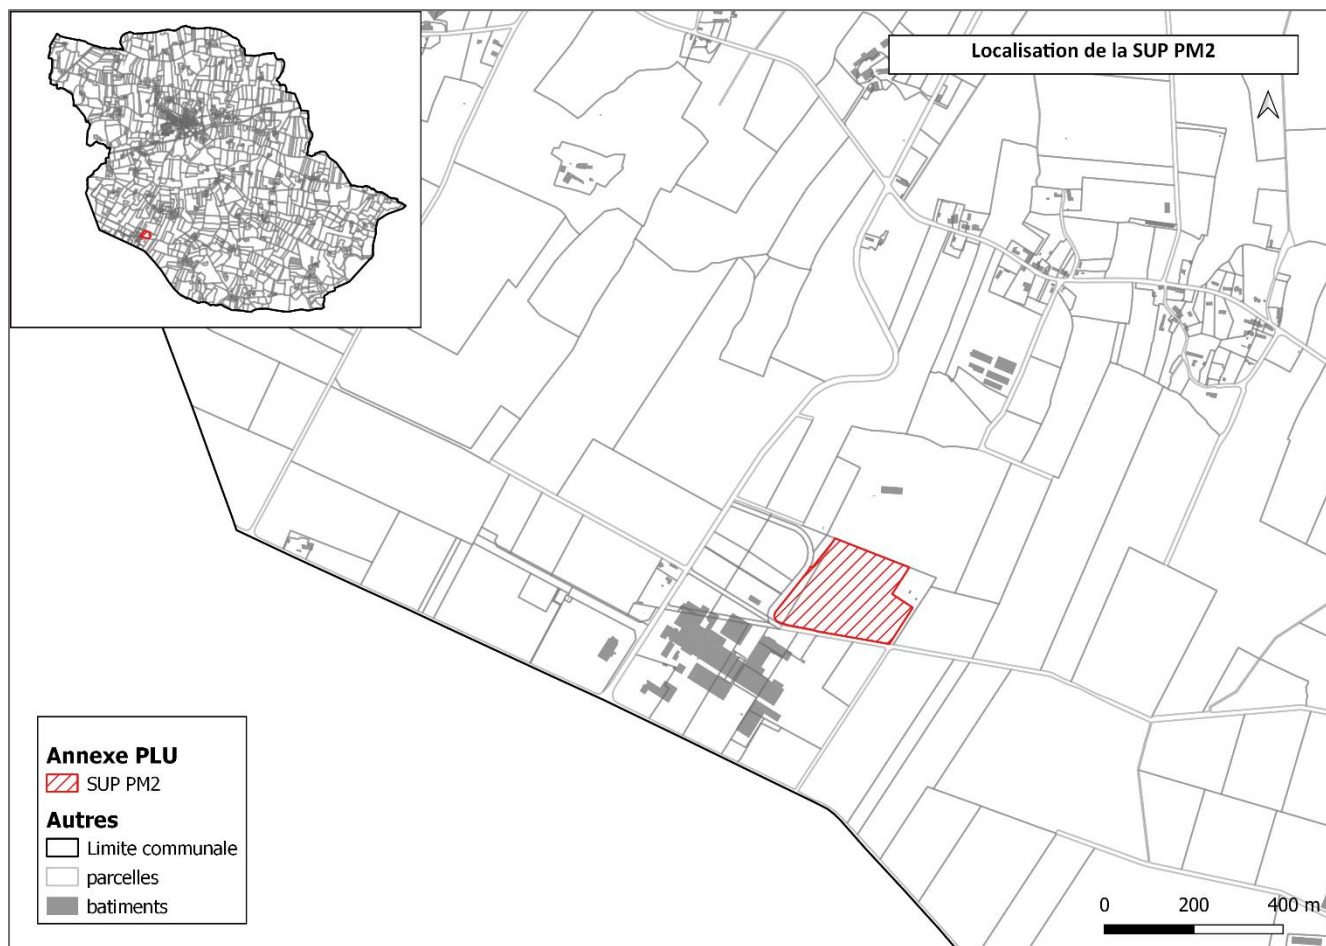 Localisation de la SUP PM2
Annexe PLU
SUP PM2
Autres
Limite communale
parcelles
batiments
0 200 400 m